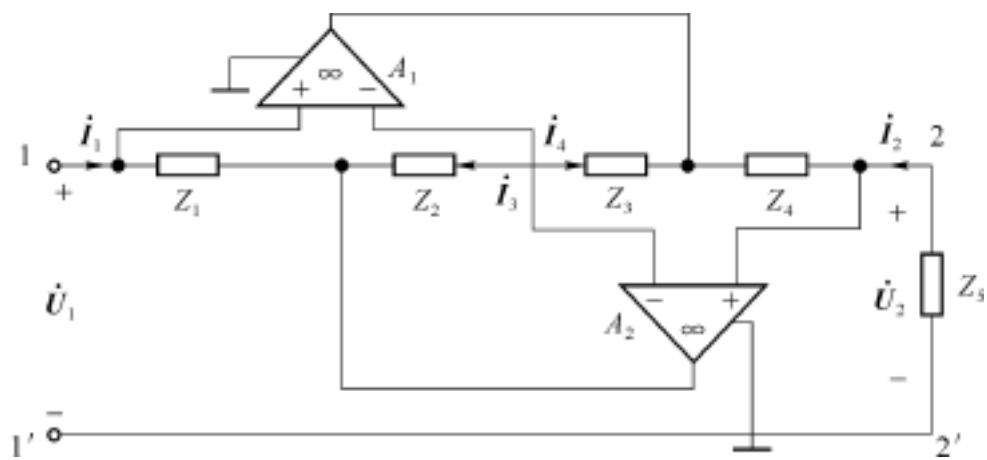 ∞ A₁
+ −
1 İ₁ İ₄ İ₂ 2
+ Z₁ Z₂ İ₃ Z₃ Z₄ +
− +
U̇₁ A₂ ∞ U̇₂ Z₅
− −
1′ 2′